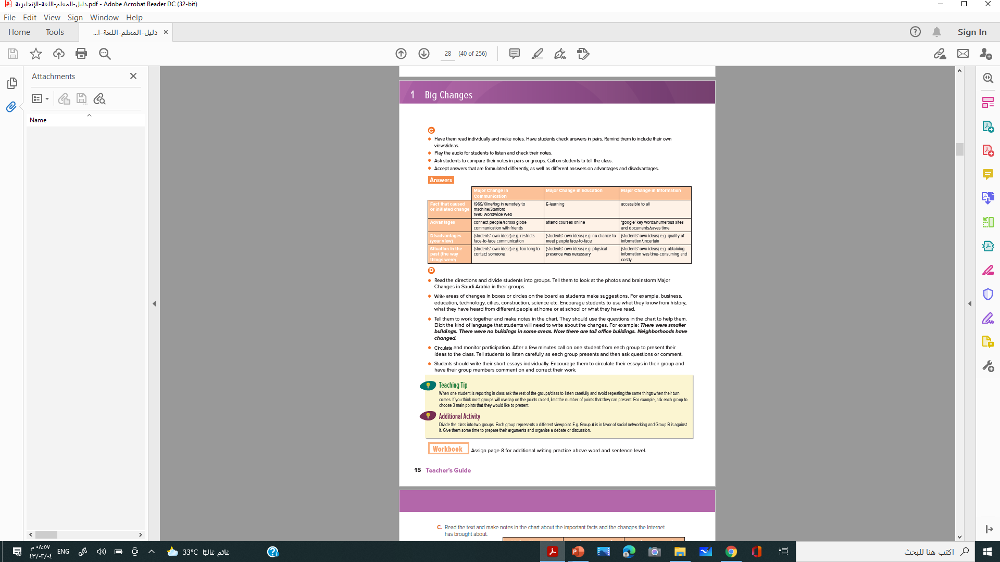 دليل-المعلم-اللغة-الإنجليزية.pdf - Adobe Acrobat Reader DC (32-bit)
File Edit View Sign Window Help
Home Tools دليل-المعلم-اللغة-ا... Sign In
28 (40 of 256)
Attachments
Name
1 Big Changes
C
Have them read individually and make notes. Have students check answers in pairs. Remind them to include their own
views/ideas.
Play the audio for students to listen and check their notes.
Ask students to compare their notes in pairs or groups. Call on students to tell the class.
Accept answers that are formulated differently, as well as different answers on advantages and disadvantages.
Answers
Major Change in Communication Major Change in Education Major Change in Information
Fact that caused or initiated change 1969/Kline/log in remotely to machine/Stanford 1990 Worldwide Web E-learning accessible to all
Advantages connect people/across globe communication with friends attend courses online 'google' key words/numerous sites and documents/saves time
Disadvantages (your view) (students' own ideas) e.g. restricts face-to-face communication (students' own ideas) e.g. no chance to meet people face-to-face (students' own ideas) e.g. quality of information/uncertain
Situation in the past (the way things were) (students' own ideas) e.g. too long to contact someone (students' own ideas) e.g. physical presence was necessary (students' own ideas) e.g. obtaining information was time-consuming and costly
D
Read the directions and divide students into groups. Tell them to look at the photos and brainstorm Major
Changes in Saudi Arabia in their groups.
Write areas of changes in boxes or circles on the board as students make suggestions. For example, business,
education, technology, cities, construction, science etc. Encourage students to use what they know from history,
what they have heard from different people at home or at school or what they have read.
Tell them to work together and make notes in the chart. They should use the questions in the chart to help them.
Elicit the kind of language that students will need to write about the changes. For example: There were smaller
buildings. There were no buildings in some areas. Now there are tall office buildings. Neighborhoods have
changed.
Circulate and monitor participation. After a few minutes call on one student from each group to present their
ideas to the class. Tell students to listen carefully as each group presents and then ask questions or comment.
Students should write their short essays individually. Encourage them to circulate their essays in their group and
have their group members comment on and correct their work.
Teaching Tip
When one student is reporting in class ask the rest of the groups/class to listen carefully and avoid repeating the same things when their turn
comes. If you think most groups will overlap on the points raised, limit the number of points that they can present. For example, ask each group to
choose 3 main points that they would like to present.
Additional Activity
Divide the class into two groups. Each group represents a different viewpoint. E.g. Group A is in favor of social networking and Group B is against
it. Give them some time to prepare their arguments and organize a debate or discussion.
Workbook Assign page 8 for additional writing practice above word and sentence level.
15 Teacher's Guide
C. Read the text and make notes in the chart about the important facts and the changes the Internet
has brought about.
٠٨:٥٧ م
٤٣/٠٢/٠٤
ENG
33°C غائم غالبًا
اكتب هنا للبحث